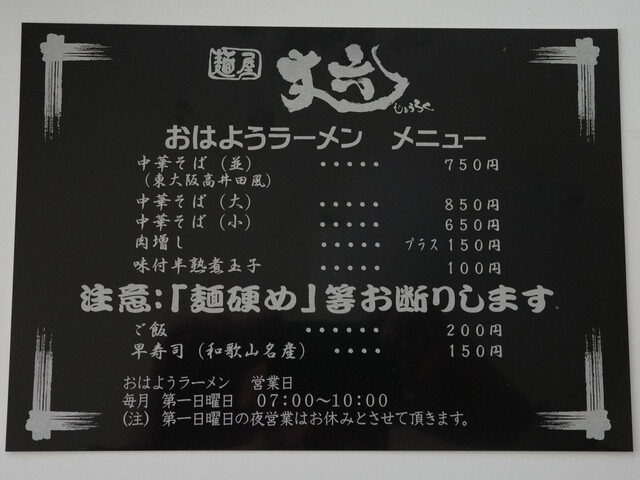 麺屋 丈六
じょうろく
おはようラーメン メニュー
中華そば（並） ・・・・・ 750円
（東大阪高井田風）
中華そば（大） ・・・・・ 850円
中華そば（小） ・・・・・ 650円
肉増し ・・・・・ プラス150円
味付半熟煮玉子 ・・・・・ 100円
注意：「麺硬め」等お断りします
ご飯 ・・・・・・ 200円
早寿司（和歌山名産） ・・・・ 150円
おはようラーメン 営業日
毎月 第一日曜日 07:00～10:00
（注） 第一日曜日の夜営業はお休みとさせて頂きます。